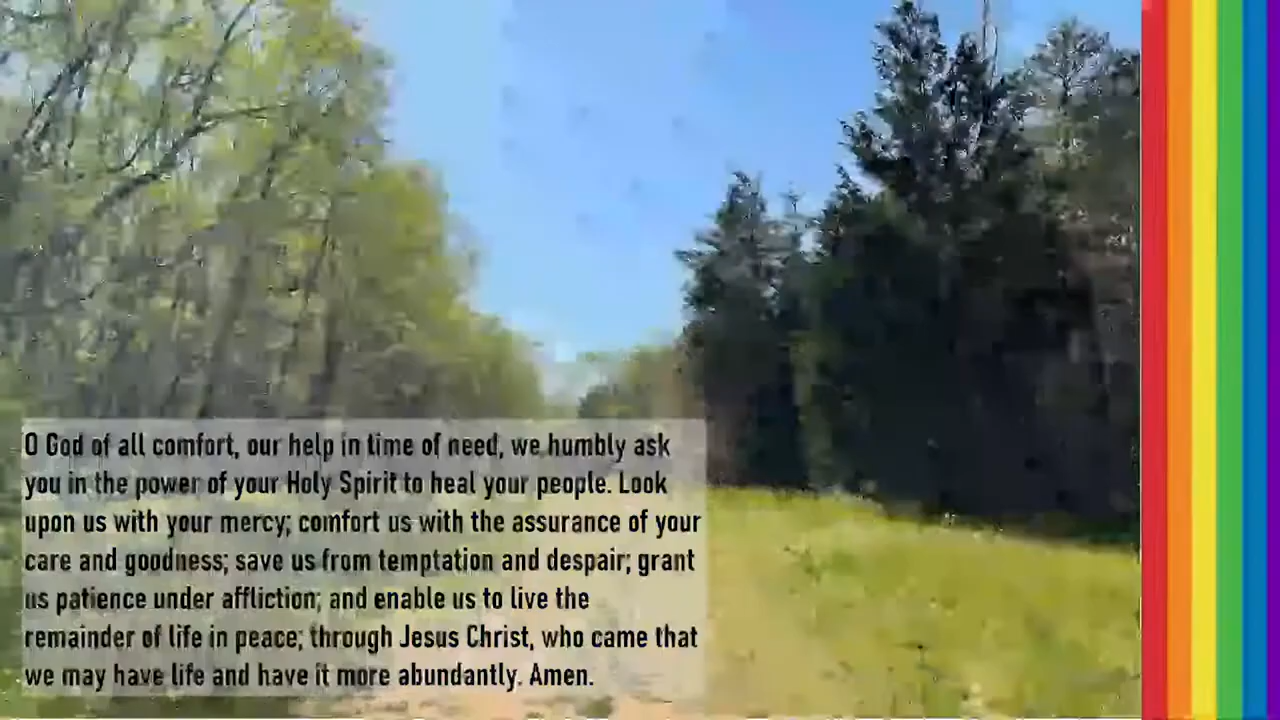 O God of all comfort, our help in time of need, we humbly ask
you in the power of your Holy Spirit to heal your people. Look
upon us with your mercy; comfort us with the assurance of your
care and goodness; save us from temptation and despair; grant
us patience under affliction; and enable us to live the
remainder of life in peace; through Jesus Christ, who came that
we may have life and have it more abundantly. Amen.